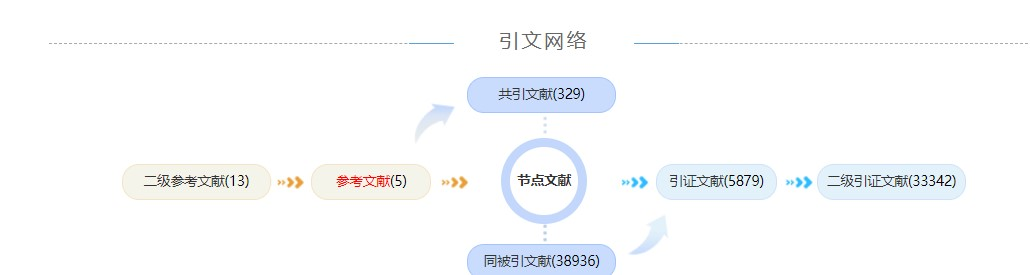 引文网络
共引文献(329)
二级参考文献(13)
参考文献(5)
节点文献
引证文献(5879)
二级引证文献(33342)
同被引文献(38936)